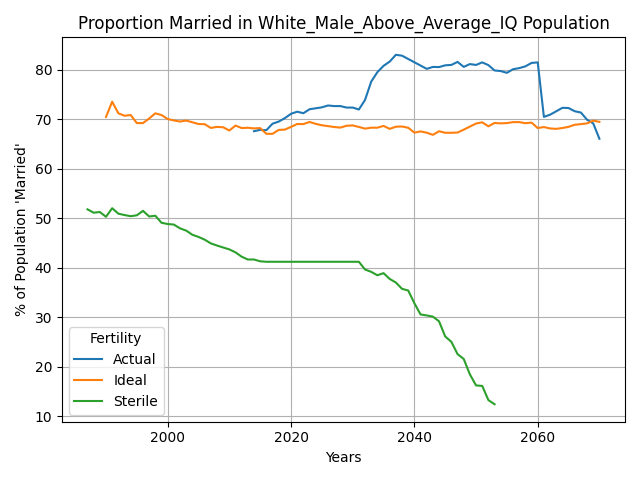 Proportion Married in White_Male_Above_Average_IQ Population
% of Population 'Married'
80
70
60
50
40
30
20
10
Fertility
Actual
Ideal
Sterile
2000 2020 2040 2060
Years